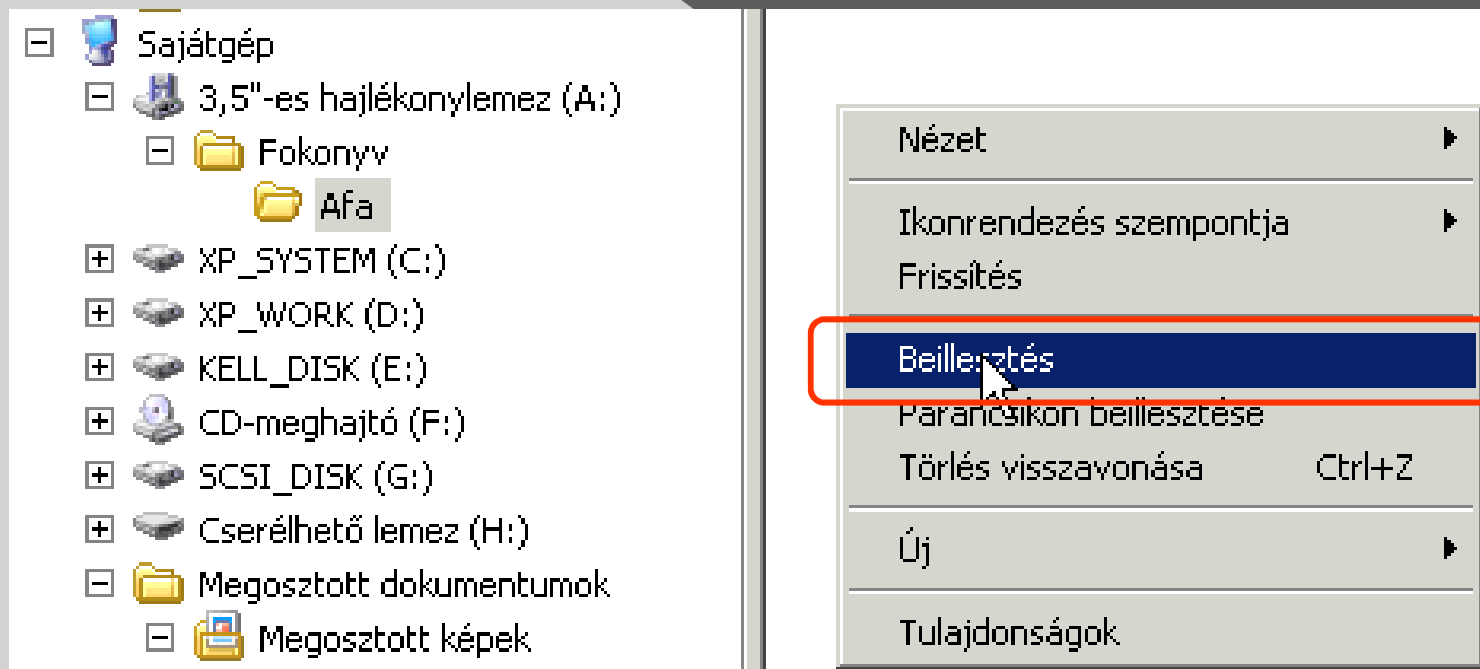 Sajátgép
3,5"-es hajlékonylemez (A:)
Fokonyv
Afa
XP_SYSTEM (C:)
XP_WORK (D:)
KELL_DISK (E:)
CD-meghajtó (F:)
SCSI_DISK (G:)
Cserélhető lemez (H:)
Megosztott dokumentumok
Megosztott képek
Nézet
Ikonrendezés szempontja
Frissítés
Beillesztés
Parancsikon beillesztése
Törlés visszavonása Ctrl+Z
Új
Tulajdonságok